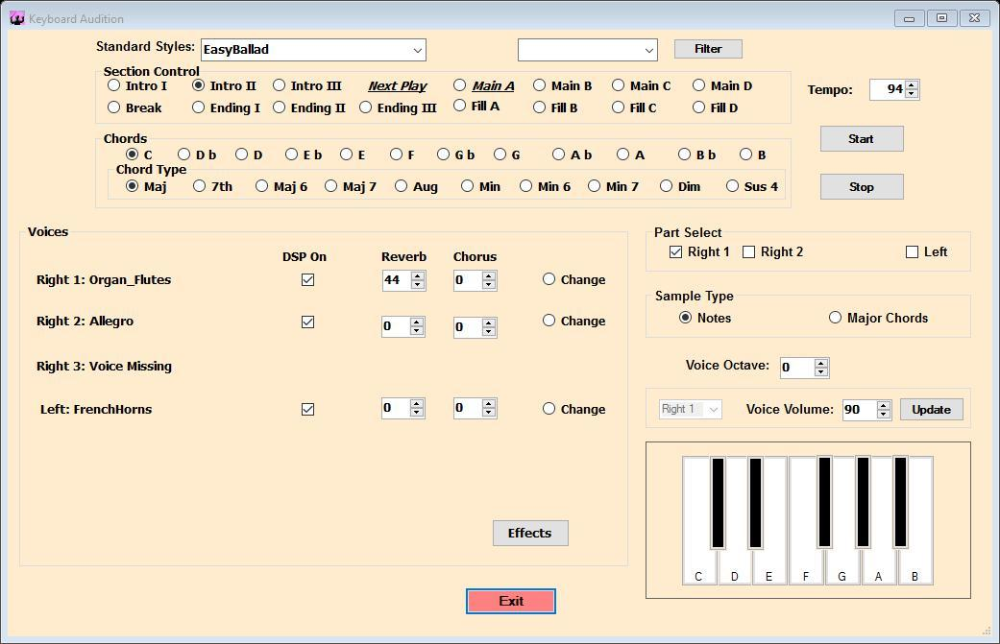 Keyboard Audition
Standard Styles: EasyBallad Filter
Section Control
Intro I Intro II Intro III Next Play Main A Main B Main C Main D
Tempo: 94
Break Ending I Ending II Ending III Fill A Fill B Fill C Fill D
Chords
C D b D E b E F G b G A b A B b B
Start
Chord Type
Maj 7th Maj 6 Maj 7 Aug Min Min 6 Min 7 Dim Sus 4
Stop
Voices
DSP On Reverb Chorus
Right 1: Organ_Flutes 44 0 Change
Right 2: Allegro 0 0 Change
Right 3: Voice Missing
Left: FrenchHorns 0 0 Change
Effects
Part Select
Right 1 Right 2 Left
Sample Type
Notes Major Chords
Voice Octave: 0
Right 1 Voice Volume: 90 Update
C D E F G A B
Exit